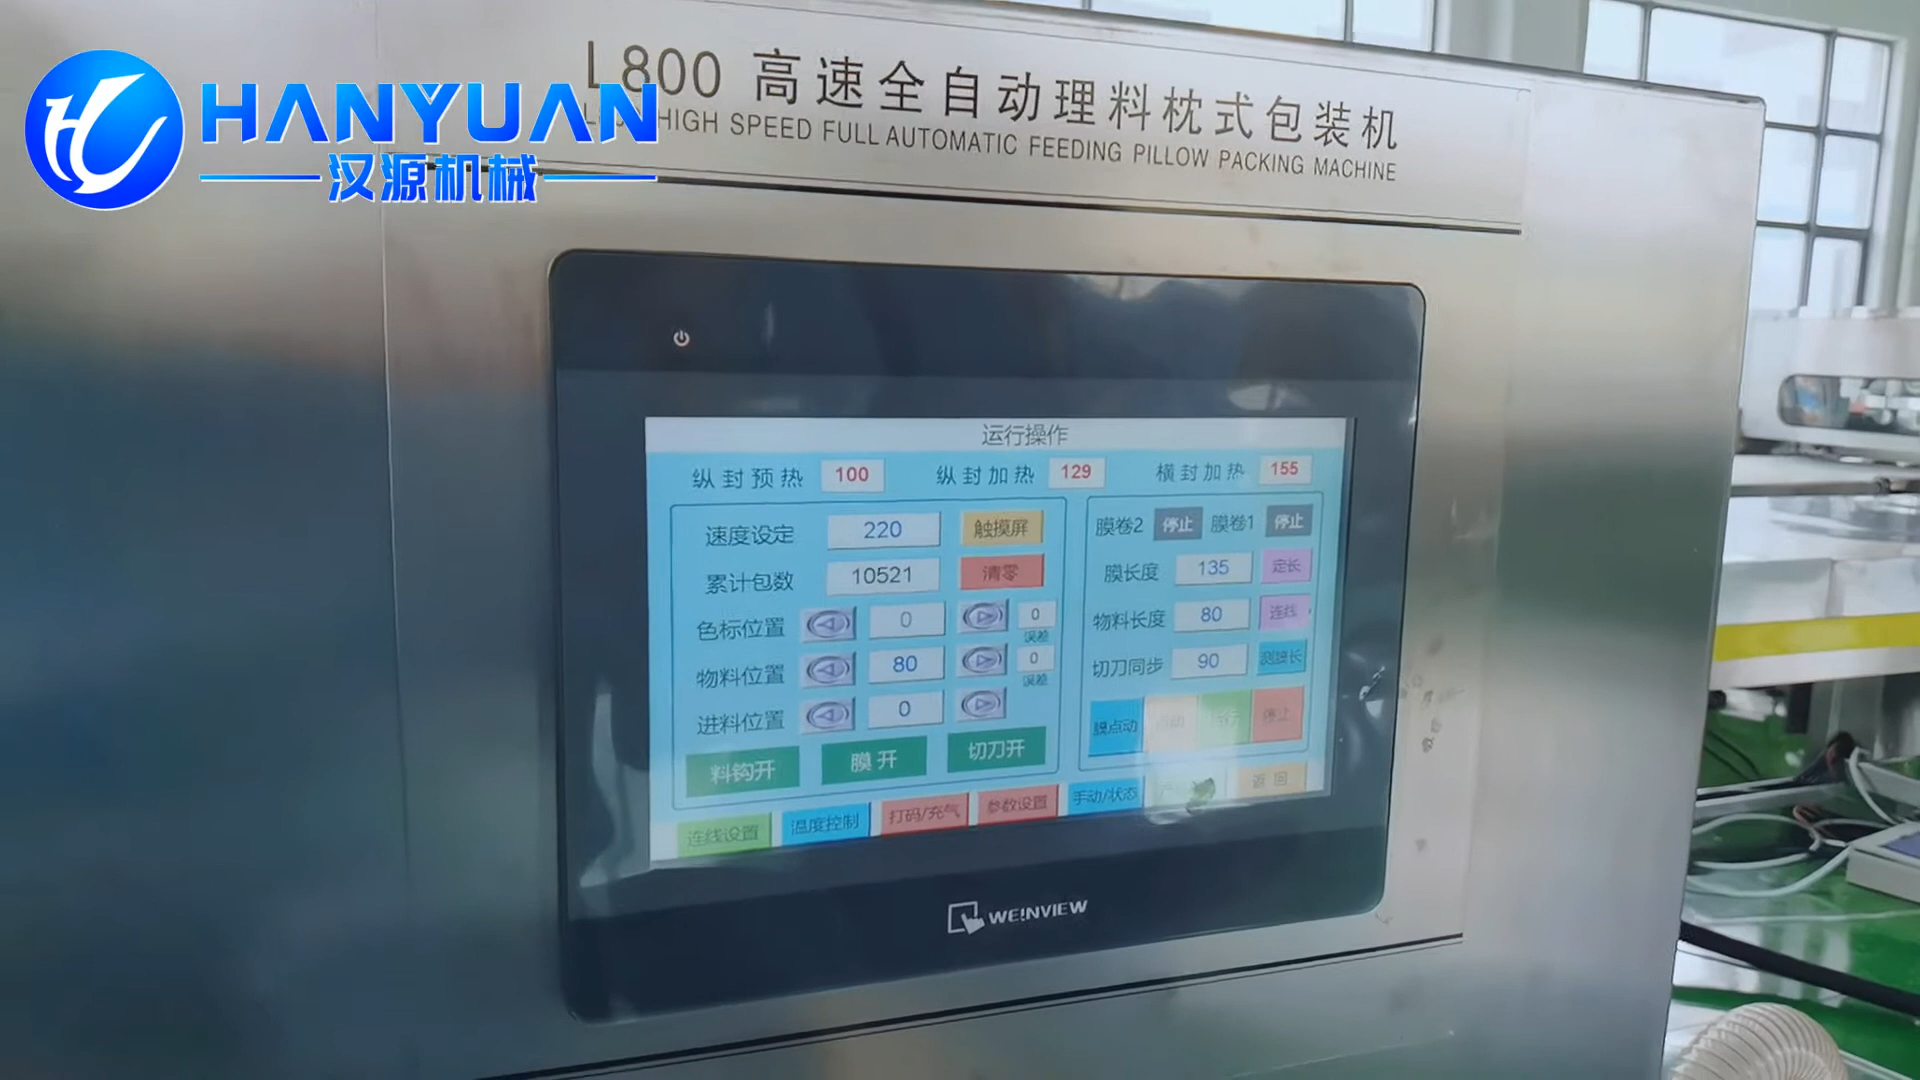 HANYUAN
汉源机械
L800 高速全自动理料枕式包装机
HIGH SPEED FULL AUTOMATIC FEEDING PILLOW PACKING MACHINE
运行操作
纵封预热 100 纵封加热 129 横封加热 155
速度设定 220 触摸屏
累计包数 10521 清零
色标位置 0 0 误差
物料位置 80 0 误差
进料位置 0
料钩开 膜开 切刀开
膜卷2 停止 膜卷1 停止
膜长度 135 定长
物料长度 80 连线
切刀同步 90
膜点动 停止
连线设置 温度控制 打码/充气 参数设置 手动/状态 返回
WEINVIEW